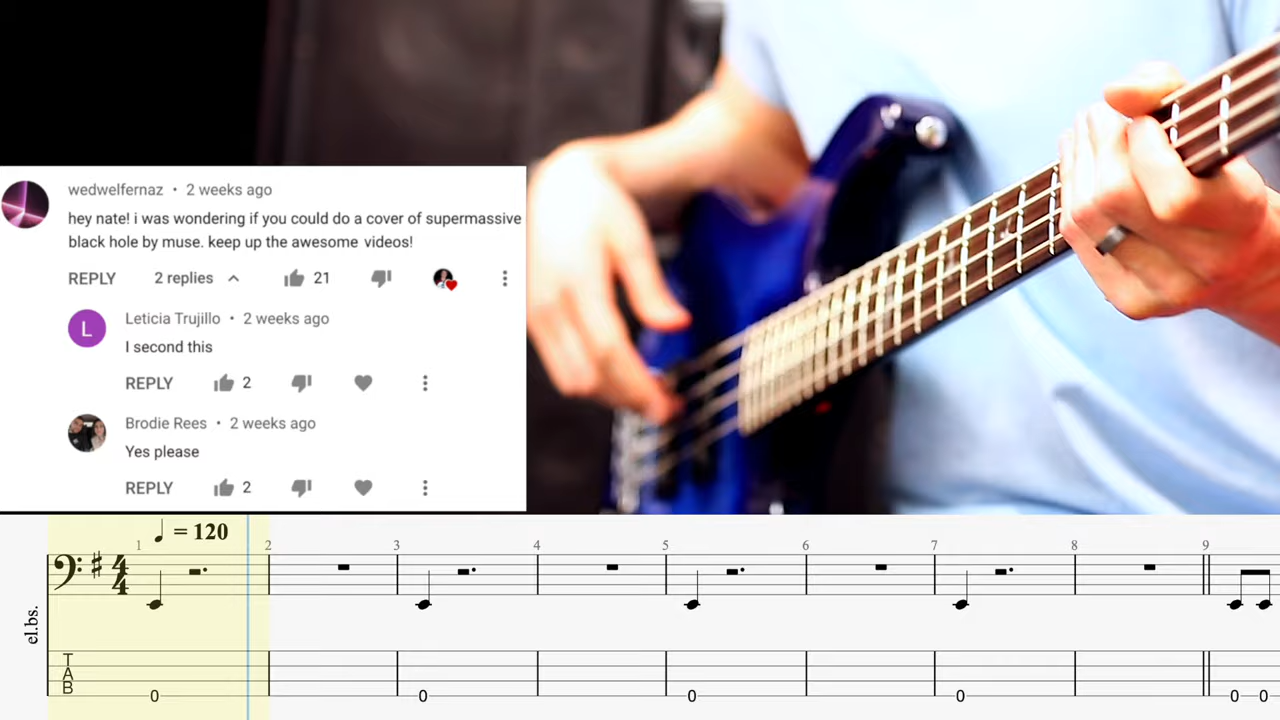 wedwelfernaz • 2 weeks ago
hey nate! i was wondering if you could do a cover of supermassive
black hole by muse. keep up the awesome videos!
REPLY 2 replies 21
L
Leticia Trujillo • 2 weeks ago
I second this
REPLY 2
Brodie Rees • 2 weeks ago
Yes please
REPLY 2
= 120
1 2 3 4 5 6 7 8 9
4
4
el.bs.
T
A
B
0 0 0 0 0 0